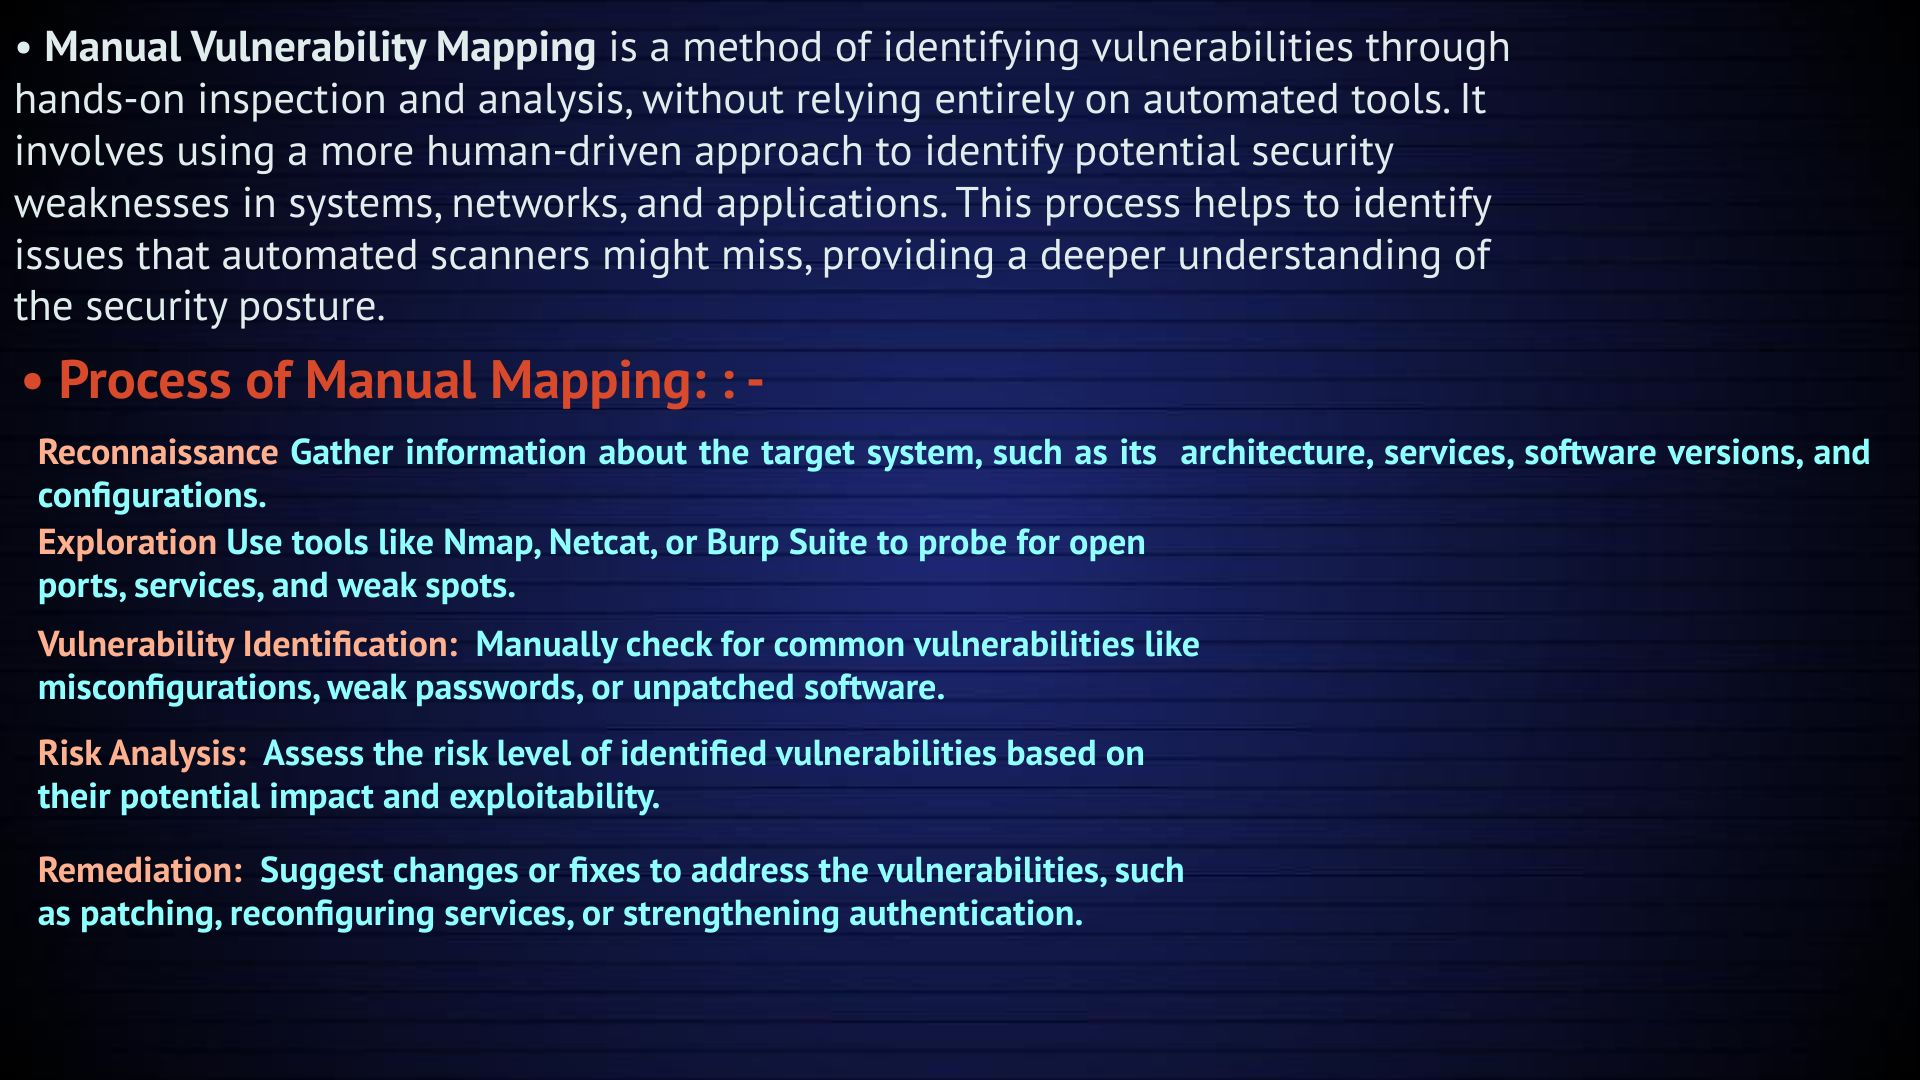 • Manual Vulnerability Mapping is a method of identifying vulnerabilities through
hands-on inspection and analysis, without relying entirely on automated tools. It
involves using a more human-driven approach to identify potential security
weaknesses in systems, networks, and applications. This process helps to identify
issues that automated scanners might miss, providing a deeper understanding of
the security posture.
• Process of Manual Mapping: : -
Reconnaissance Gather information about the target system, such as its  architecture, services, software versions, and
configurations.
Exploration Use tools like Nmap, Netcat, or Burp Suite to probe for open
ports, services, and weak spots.
Vulnerability Identification:  Manually check for common vulnerabilities like
misconfigurations, weak passwords, or unpatched software.
Risk Analysis:  Assess the risk level of identified vulnerabilities based on
their potential impact and exploitability.
Remediation:  Suggest changes or fixes to address the vulnerabilities, such
as patching, reconfiguring services, or strengthening authentication.